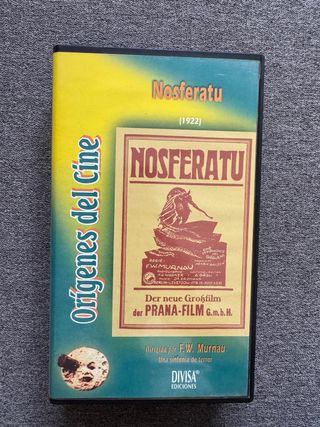 Orígenes del Cine
Nosferatu
(1922)
NOSFERATU
REGIE:
F.W. MURNAU
Der neue Großfilm
der PRANA-FILM G.m.b.H.
Dirigida por F.W. Murnau
Una sinfonía de terror
DIVISA®
EDICIONES